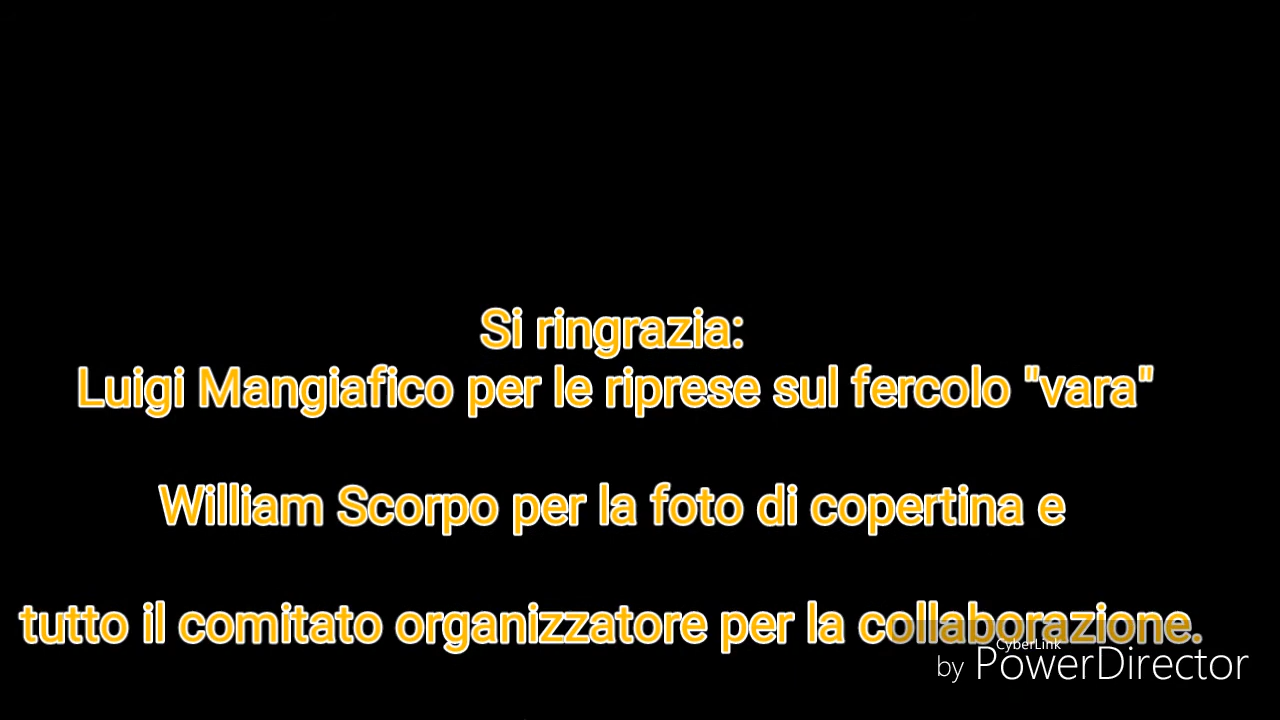 Si ringrazia:
Luigi Mangiafico per le riprese sul fercolo "vara"
William Scorpo per la foto di copertina e
tutto il comitato organizzatore per la collaborazione.
CyberLink
by PowerDirector